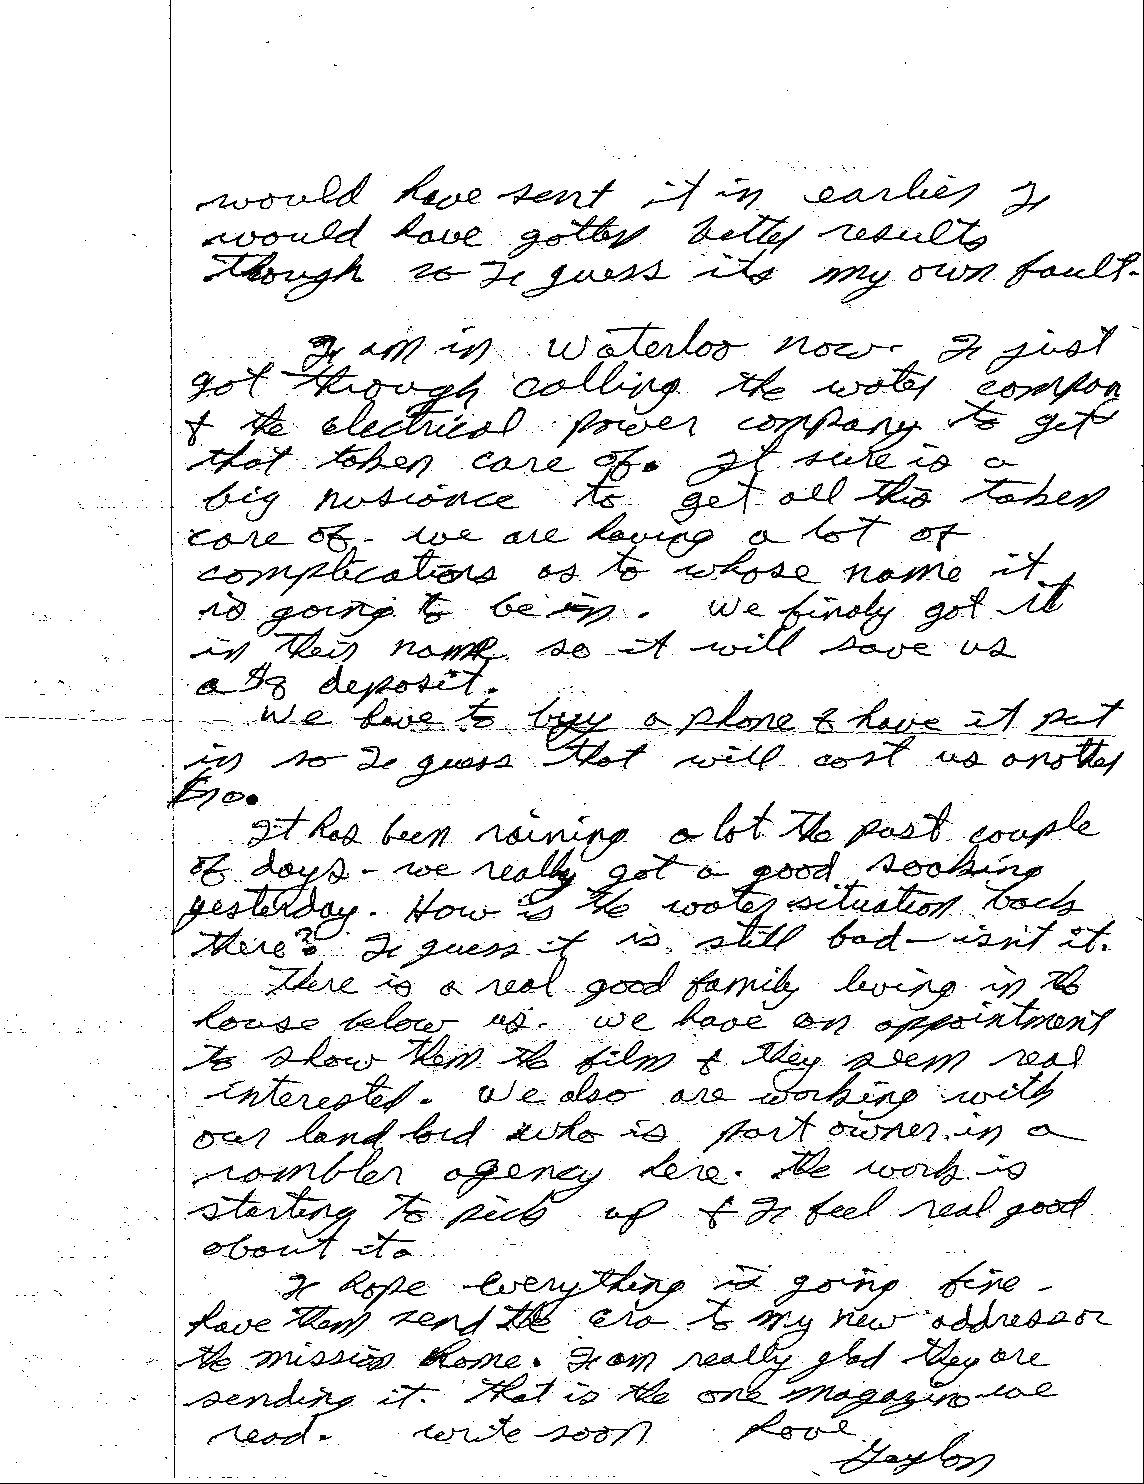 would have sent it in earlier I
would have gotten better results
though so I guess its my own fault.
I am in Waterloo now. I just
got through calling the water compan
& the electrical power company to get
that taken care of. It sure is a
big nusiance to get all this taken
care of. we are having a lot of
complications as to whose name it
is going to be in. We finaly got it
in their name so it will save us
a $8 deposit.
We have to buy a phone & have it put
in so I guess that will cost us another
$10.
It has been raining a lot the past couple
of days - we really got a good soaking
yesterday. How is the water situation back
there? I guess it is still bad - isnt it.
There is a real good family living in the
house below us. we have an appointment
to show them the film & they seem real
interested. We also are working with
our land lord who is part owner in a
rambler agency here. The work is
starting to pick up & I feel real good
about it.
I hope everything is going fine -
have them send the era to my new address or
the mission home. I am really glad they are
sending it. That is the one magazine we
read. write soon Love
Gaylon